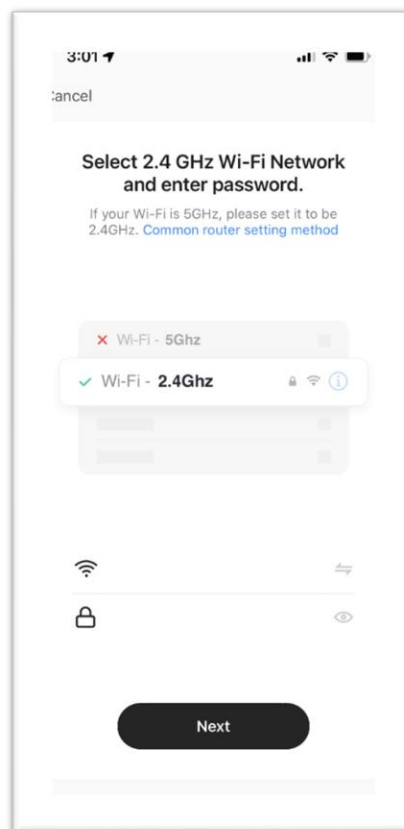 3:01
Cancel
Select 2.4 GHz Wi-Fi Network
and enter password.
If your Wi-Fi is 5GHz, please set it to be
2.4GHz. Common router setting method
Wi-Fi - 5Ghz
Wi-Fi - 2.4Ghz
Next